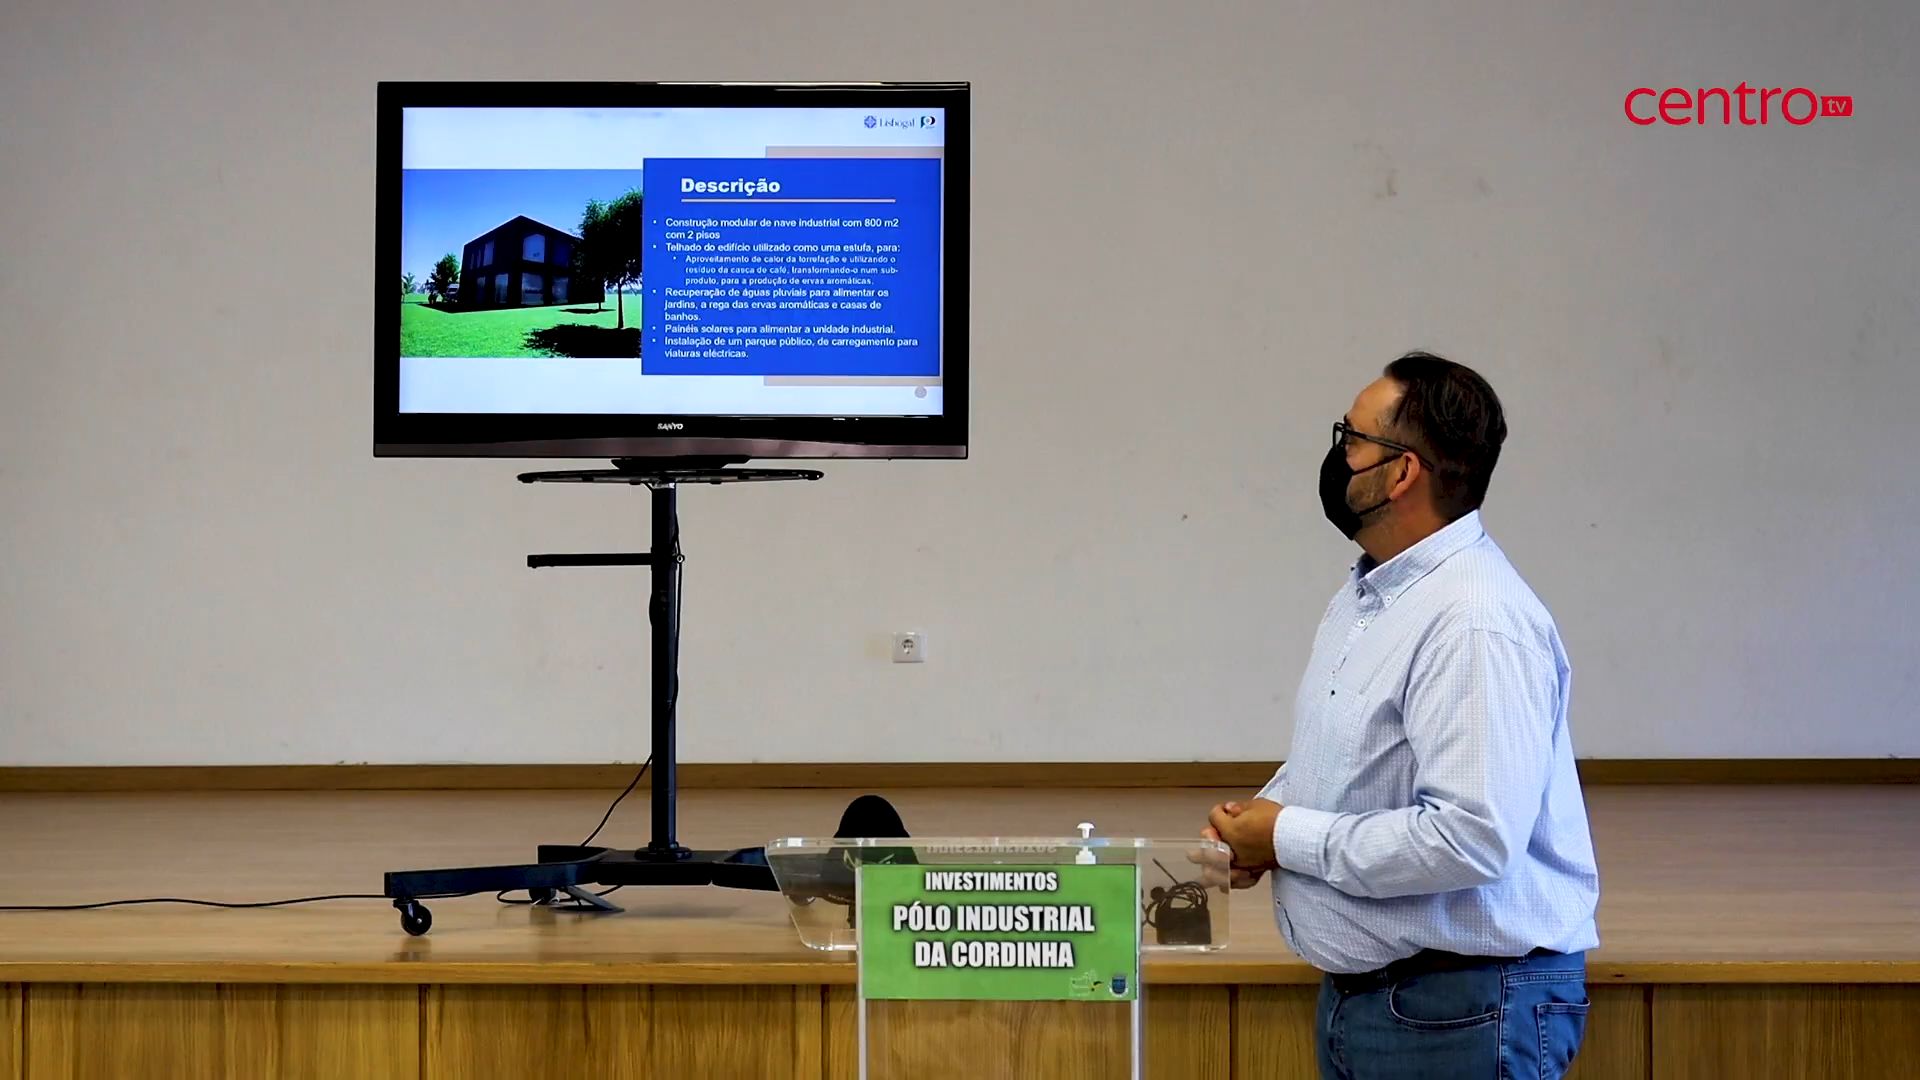 centro tv
Lisbogal
Descrição
• Construção modular de nave industrial com 800 m2
com 2 pisos
• Telhado do edifício utilizado como uma estufa, para:
• Aproveitamento de calor da torrefação e utilizando o
resíduo da casca de café, transformando-o num sub-
produto, para a produção de ervas aromáticas.
• Recuperação de águas pluviais para alimentar os
jardins, a rega das ervas aromáticas e casas de
banhos.
• Painéis solares para alimentar a unidade industrial.
• Instalação de um parque público, de carregamento para
viaturas eléctricas.
SANYO
INVESTIMENTOS
PÓLO INDUSTRIAL
DA CORDINHA